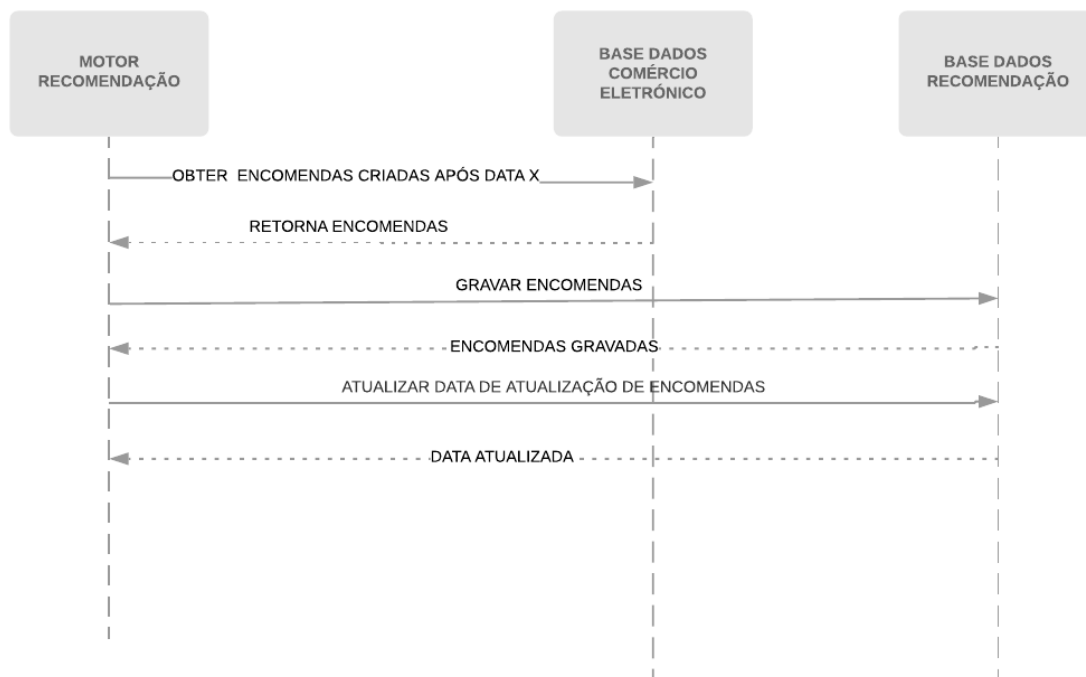 MOTOR
RECOMENDAÇÃO
BASE DADOS
COMÉRCIO
ELETRÓNICO
BASE DADOS
RECOMENDAÇÃO
OBTER ENCOMENDAS CRIADAS APÓS DATA X
RETORNA ENCOMENDAS
GRAVAR ENCOMENDAS
ENCOMENDAS GRAVADAS
ATUALIZAR DATA DE ATUALIZAÇÃO DE ENCOMENDAS
DATA ATUALIZADA